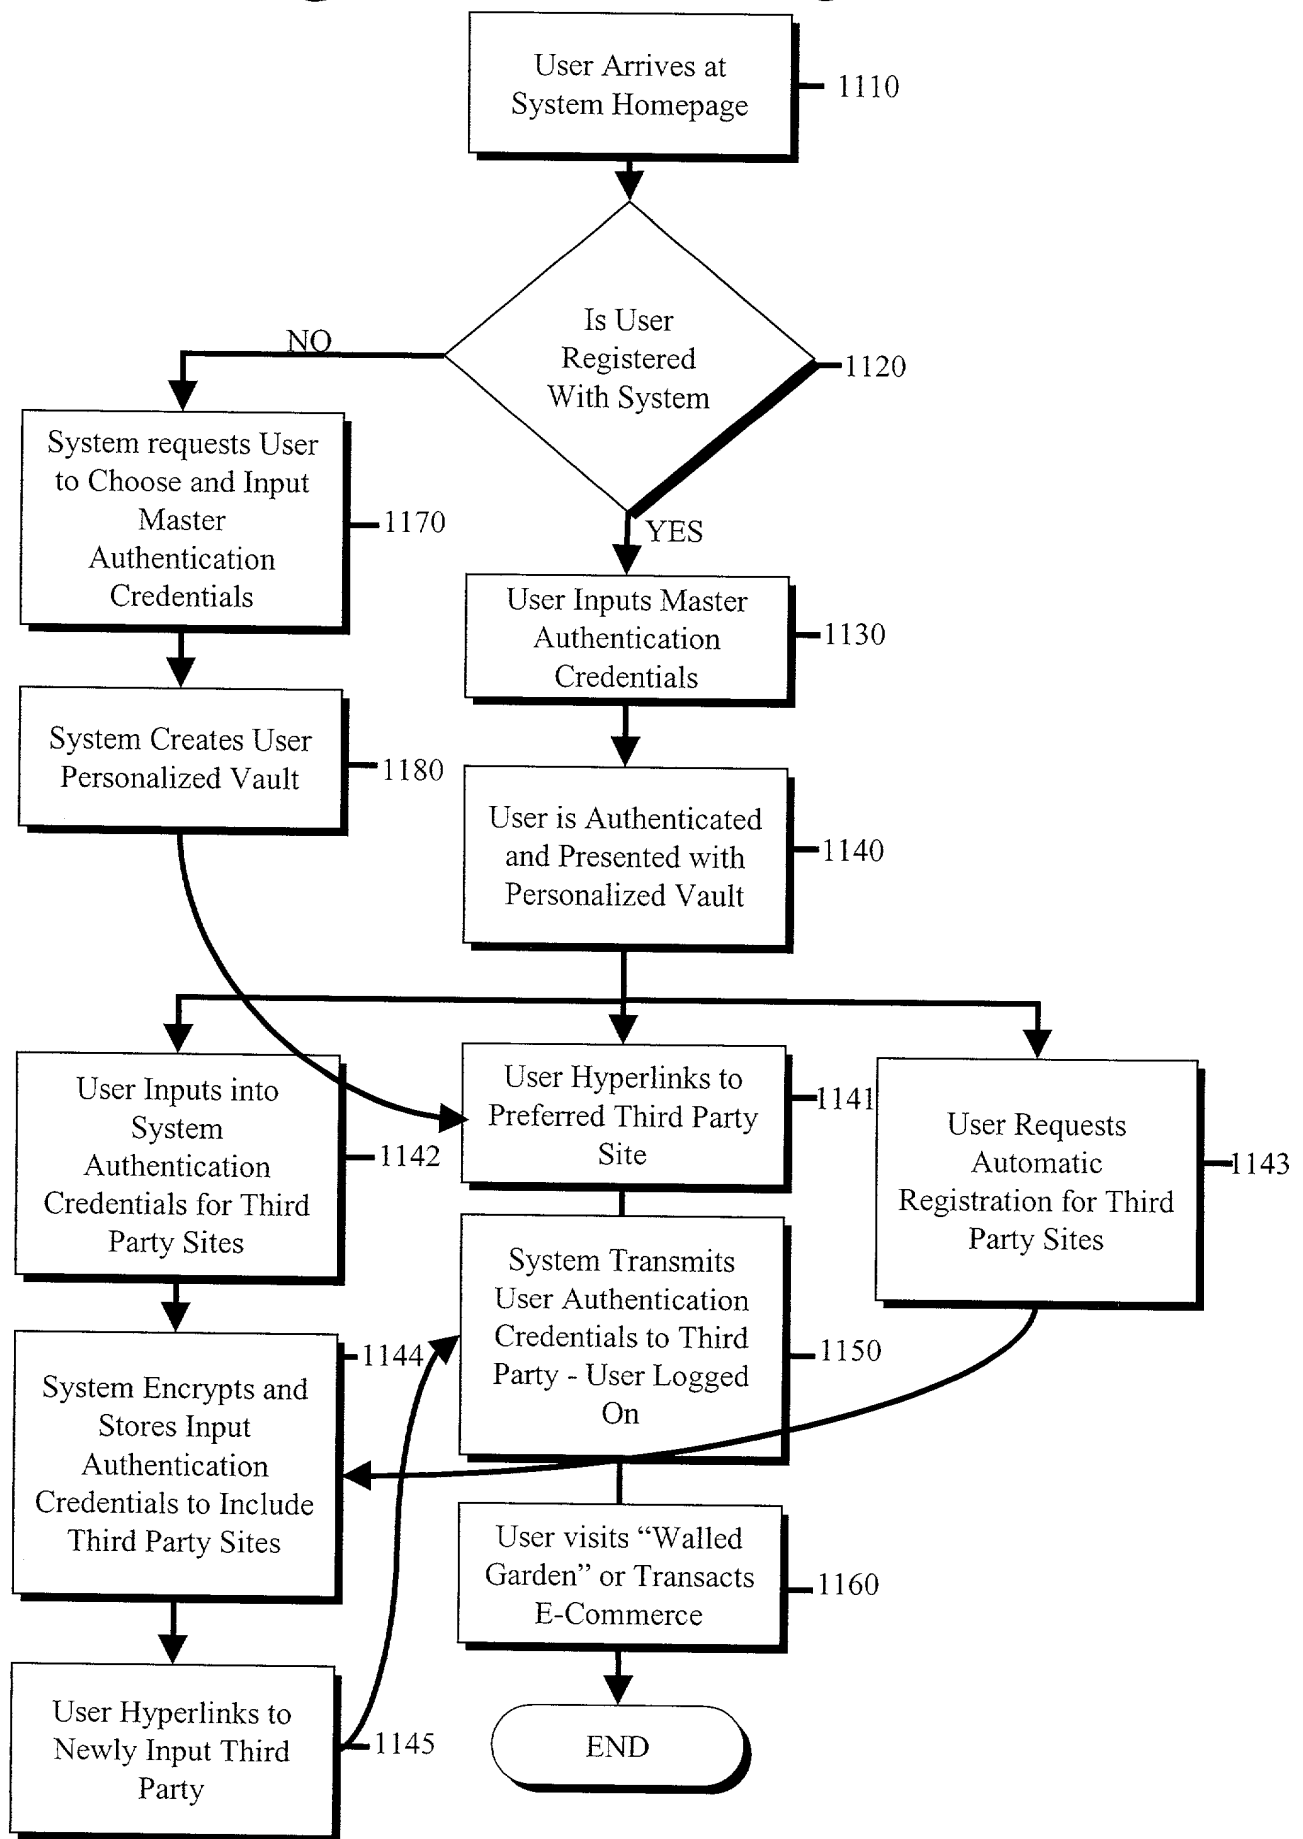 User Arrives at
System Homepage
1110
Is User
Registered
With System
1120
NO
YES
System requests User
to Choose and Input
Master
Authentication
Credentials
1170
User Inputs Master
Authentication
Credentials
1130
System Creates User
Personalized Vault
1180
User is Authenticated
and Presented with
Personalized Vault
1140
User Inputs into
System
Authentication
Credentials for Third
Party Sites
1142
User Hyperlinks to
Preferred Third Party
Site
1141
User Requests
Automatic
Registration for Third
Party Sites
1143
System Transmits
User Authentication
Credentials to Third
Party - User Logged
On
1150
System Encrypts and
Stores Input
Authentication
Credentials to Include
Third Party Sites
1144
User visits “Walled
Garden” or Transacts
E-Commerce
1160
User Hyperlinks to
Newly Input Third
Party
1145
END